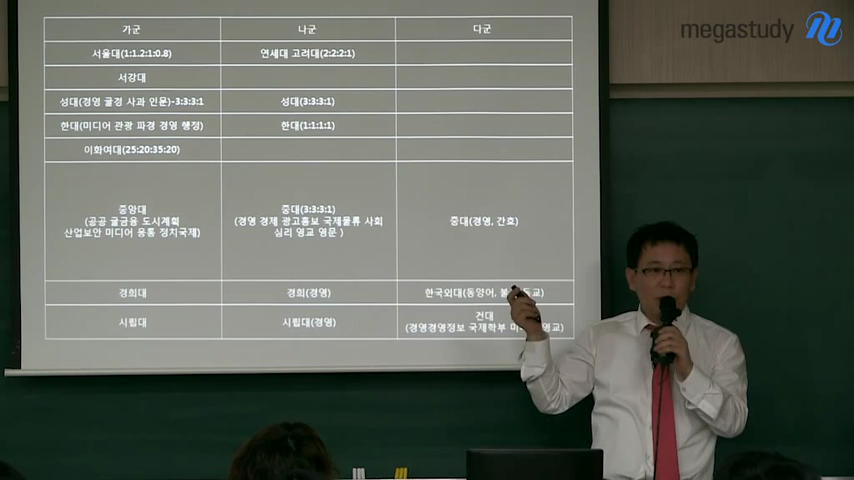 megastudy
가군 나군 다군
서울대(1:1.2:1:0.8) 연세대 고려대(2:2:2:1)
서강대
성대(경영 글경 사과 인문)-3:3:3:1 성대(3:3:3:1)
한대(미디어 관광 파경 경영 행정) 한대(1:1:1:1)
이화여대(25:20:35:20)
중앙대 중대(3:3:3:1) 중대(경영, 간호)
(공공 글금융 도시계획 (경영 경제 광고홍보 국제물류 사회
산업보안 미디어 융통 정치국제) 심리 영교 영문 )
경희대 경희(경영) 한국외대(동양어,
시립대 시립대(경영) 건대
(경영경영정보 국제학부